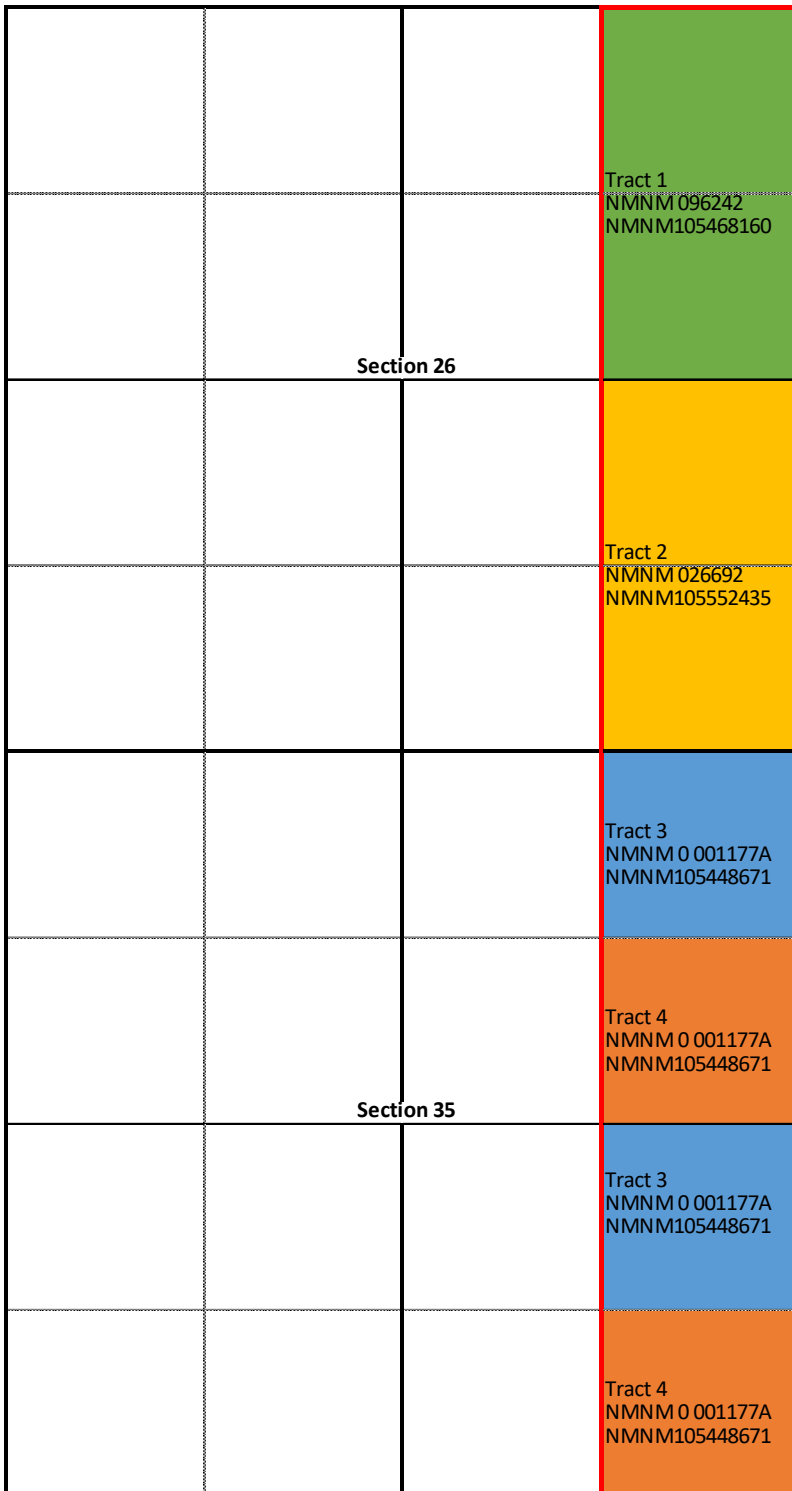 Tract 1
NMNM 096242
NMNM105468160
Section 26
Tract 2
NMNM 026692
NMNM105552435
Tract 3
NMNM 0 001177A
NMNM105448671
Tract 4
NMNM 0 001177A
NMNM105448671
Section 35
Tract 3
NMNM 0 001177A
NMNM105448671
Tract 4
NMNM 0 001177A
NMNM105448671